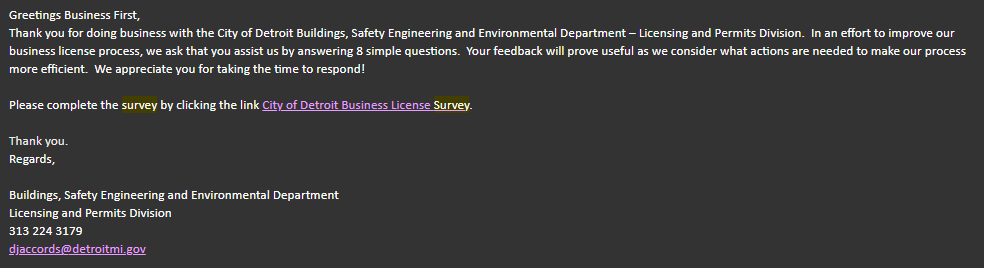 Greetings Business First,
Thank you for doing business with the City of Detroit Buildings, Safety Engineering and Environmental Department – Licensing and Permits Division.  In an effort to improve our
business license process, we ask that you assist us by answering 8 simple questions.  Your feedback will prove useful as we consider what actions are needed to make our process
more efficient.  We appreciate you for taking the time to respond!
Please complete the survey by clicking the link City of Detroit Business License Survey.
Thank you.
Regards,
Buildings, Safety Engineering and Environmental Department
Licensing and Permits Division
313 224 3179
djaccords@detroitmi.gov